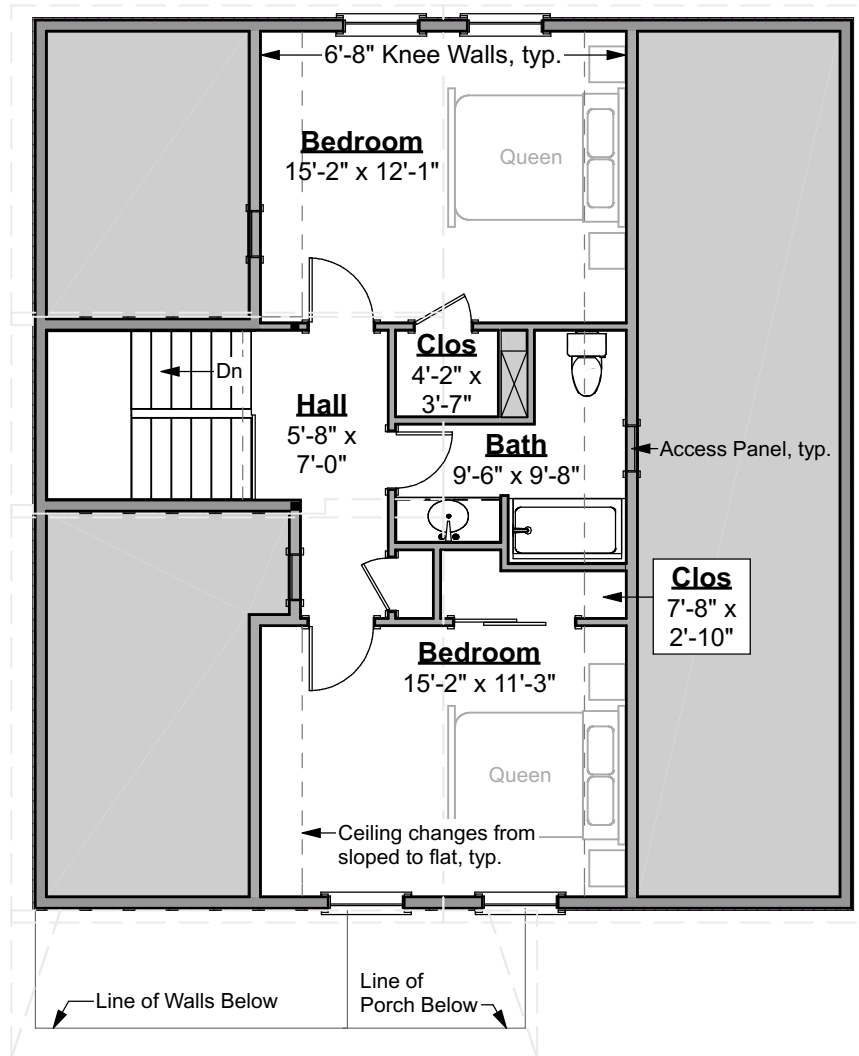 6'-8" Knee Walls, typ.
Bedroom
15'-2" x 12'-1"
Queen
Dn
Clos
4'-2" x
3'-7"
Hall
5'-8" x
7'-0"
Bath
9'-6" x 9'-8"
Access Panel, typ.
Clos
7'-8" x
2'-10"
Bedroom
15'-2" x 11'-3"
Queen
Ceiling changes from
sloped to flat, typ.
Line of Walls Below
Line of
Porch Below